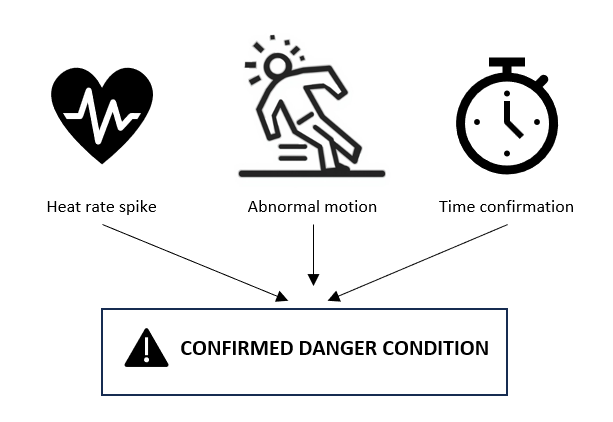 Heat rate spike
Abnormal motion
Time confirmation
CONFIRMED DANGER CONDITION